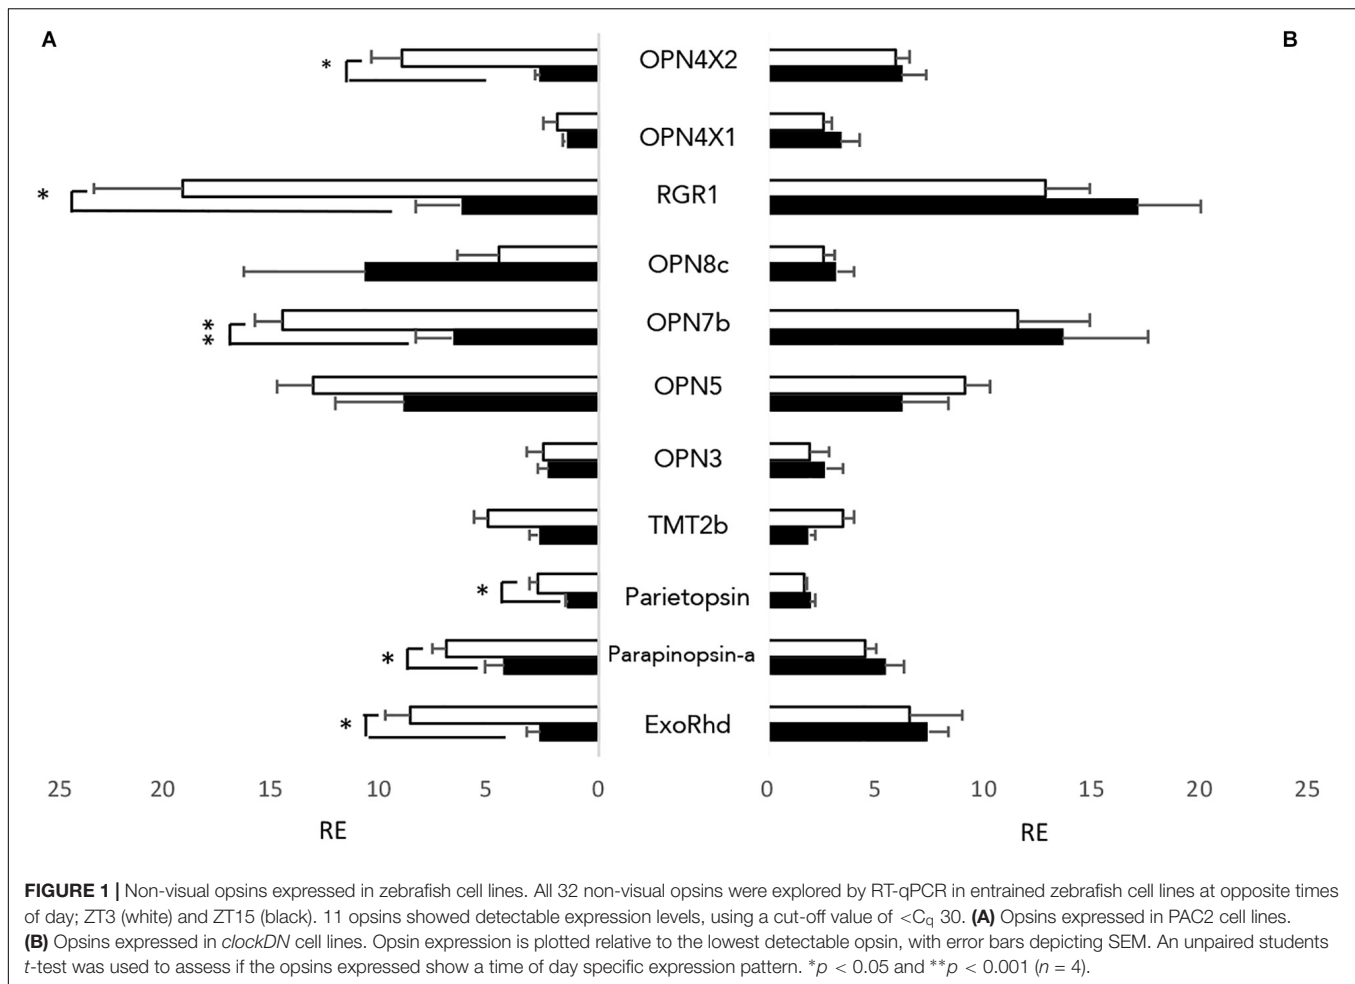 A
B
* OPN4X2
OPN4X1
* RGR1
OPN8c
** OPN7b
OPN5
OPN3
TMT2b
* Parietopsin
* Parapinopsin-a
* ExoRhd
25 20 15 10 5 0 0 5 10 15 20 25
RE RE
FIGURE 1 | Non-visual opsins expressed in zebrafish cell lines. All 32 non-visual opsins were explored by RT-qPCR in entrained zebrafish cell lines at opposite times
of day; ZT3 (white) and ZT15 (black). 11 opsins showed detectable expression levels, using a cut-off value of <Cq 30. (A) Opsins expressed in PAC2 cell lines.
(B) Opsins expressed in clockDN cell lines. Opsin expression is plotted relative to the lowest detectable opsin, with error bars depicting SEM. An unpaired students
t-test was used to assess if the opsins expressed show a time of day specific expression pattern. *p < 0.05 and **p < 0.001 (n = 4).